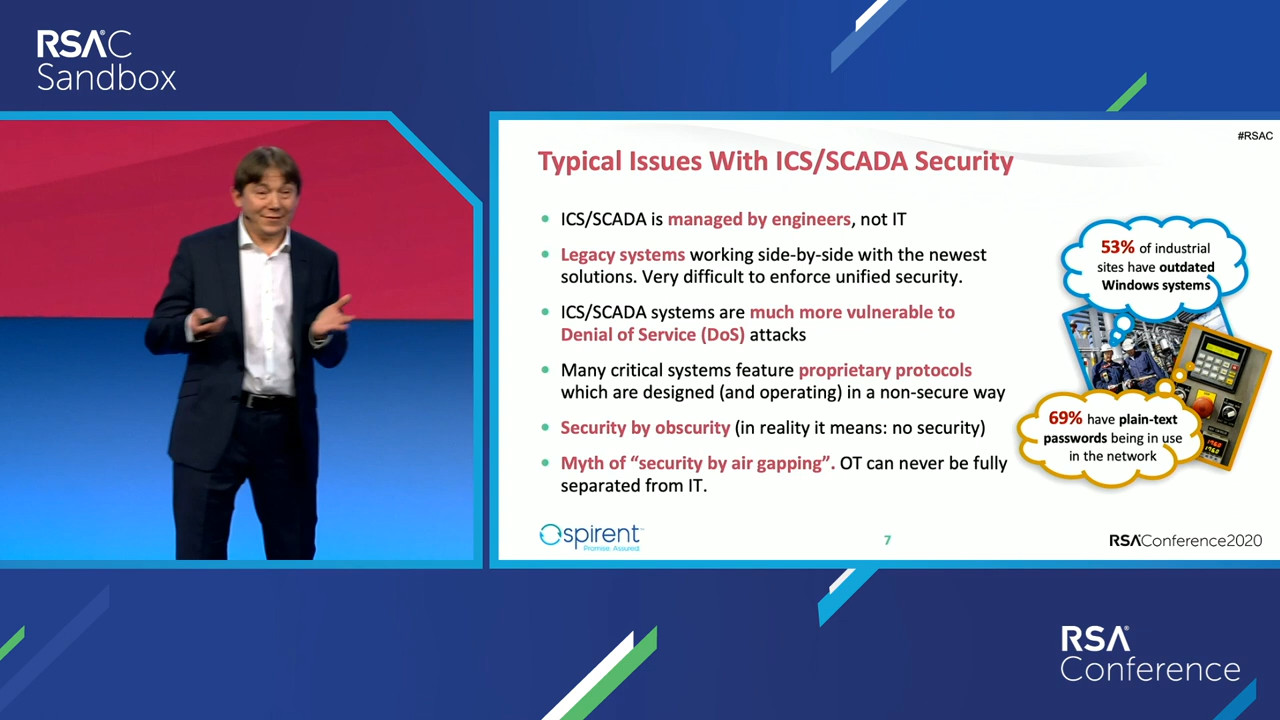 RSAC
Sandbox
#RSAC
Typical Issues With ICS/SCADA Security
• ICS/SCADA is managed by engineers, not IT
• Legacy systems working side-by-side with the newest
solutions. Very difficult to enforce unified security.
• ICS/SCADA systems are much more vulnerable to
Denial of Service (DoS) attacks
• Many critical systems feature proprietary protocols
which are designed (and operating) in a non-secure way
• Security by obscurity (in reality it means: no security)
• Myth of “security by air gapping”. OT can never be fully
separated from IT.
53% of industrial
sites have outdated
Windows systems
69% have plain-text
passwords being in use
in the network
1960
1960
spirent™
Promise. Assured.
7
RSA®Conference2020
RSA®
Conference